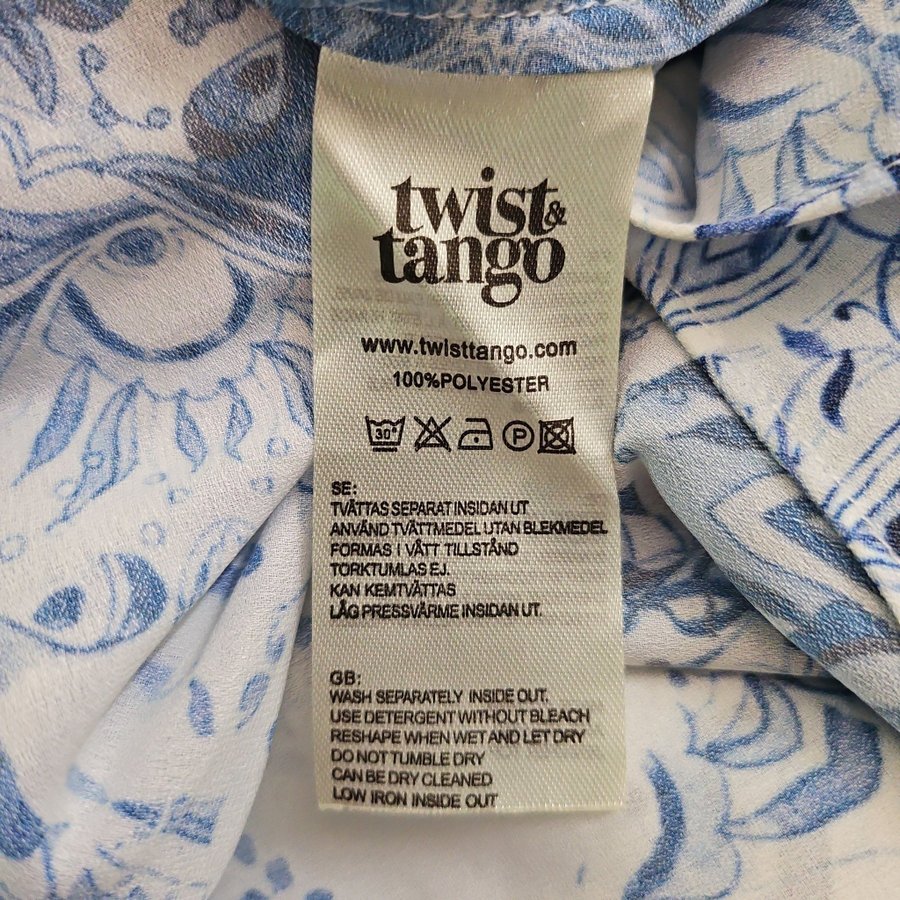 twist&
tango
www.twisttango.com
100%POLYESTER
30° P
SE:
TVÄTTAS SEPARAT INSIDAN UT
ANVÄND TVÄTTMEDEL UTAN BLEKMEDEL
FORMAS I VÅTT TILLSTÅND
TORKTUMLAS EJ.
KAN KEMTVÄTTAS
LÅG PRESSVÄRME INSIDAN UT.
GB:
WASH SEPARATELY INSIDE OUT.
USE DETERGENT WITHOUT BLEACH
RESHAPE WHEN WET AND LET DRY
DO NOT TUMBLE DRY
CAN BE DRY CLEANED
LOW IRON INSIDE OUT